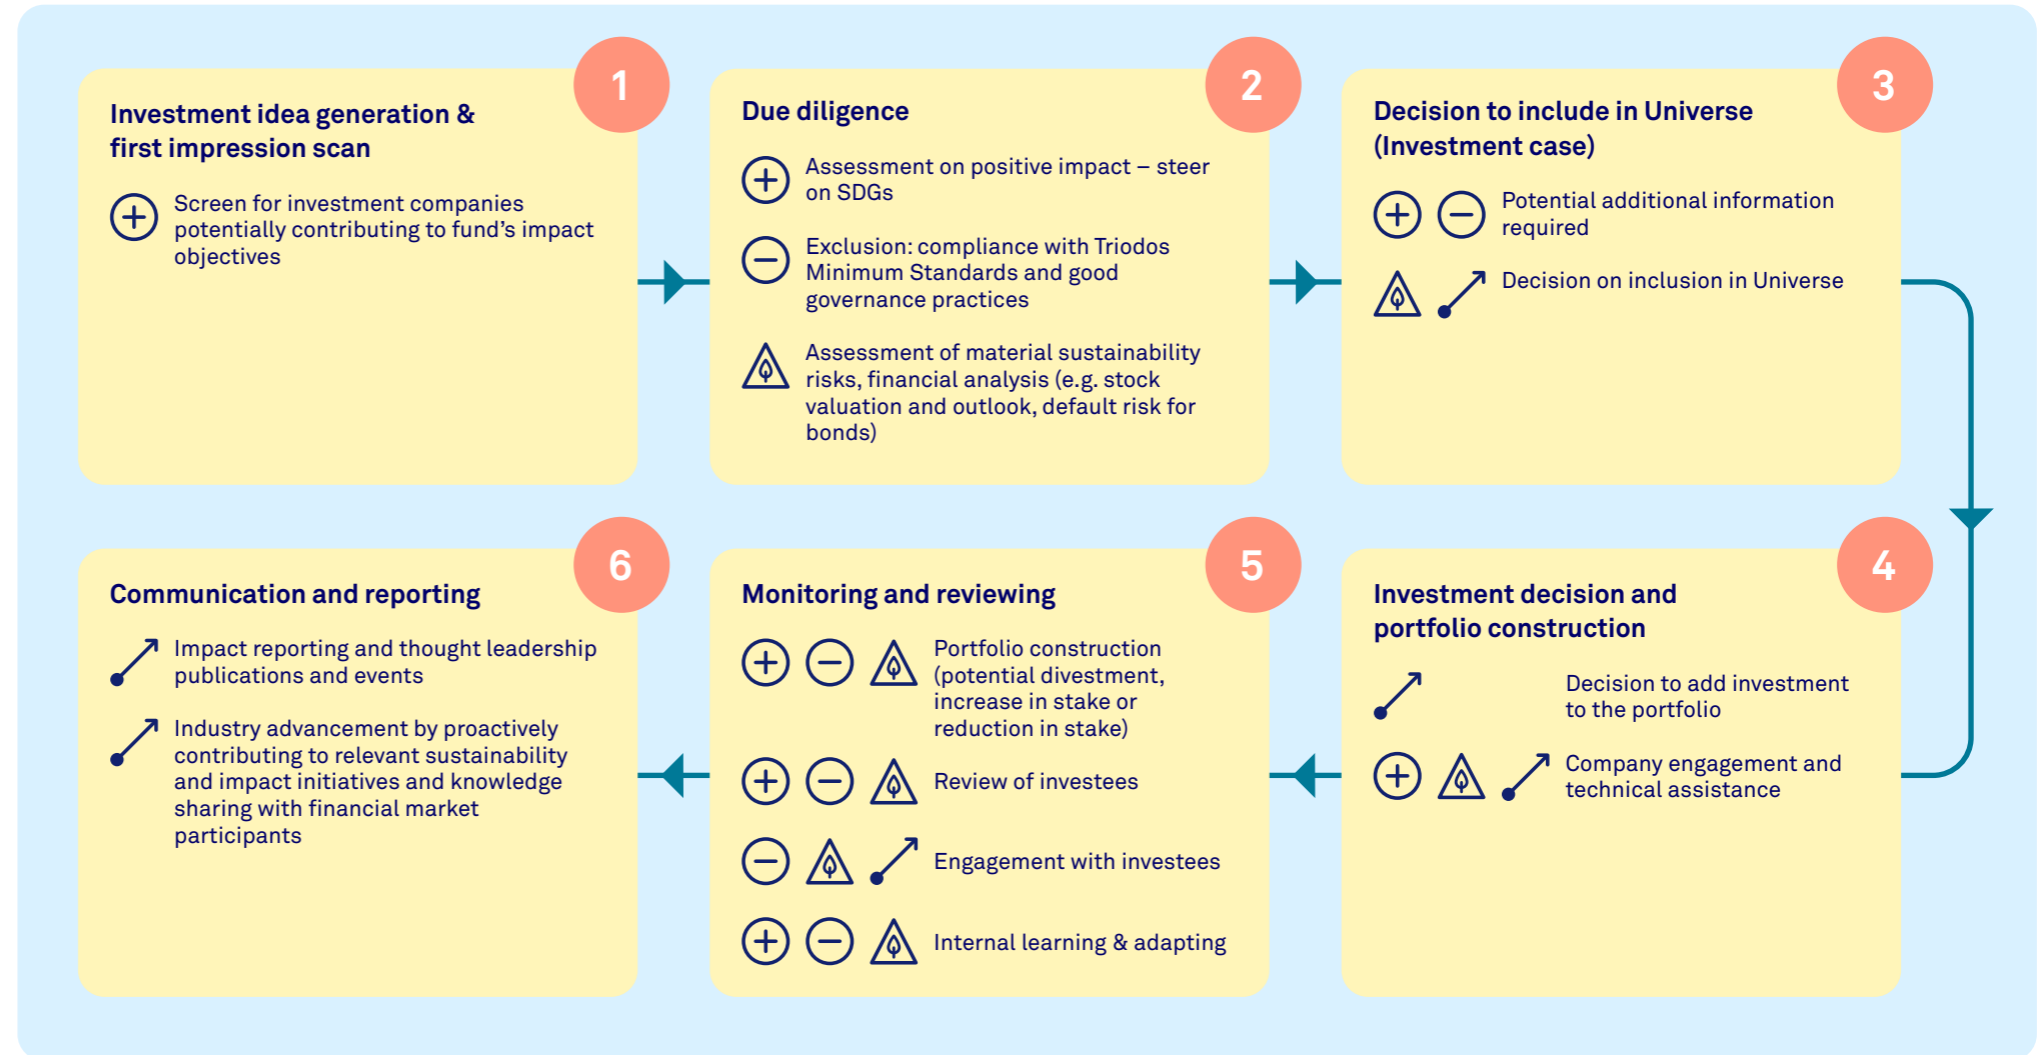 1
Investment idea generation &
first impression scan
Screen for investment companies
potentially contributing to fund's impact
objectives
2
Due diligence
Assessment on positive impact – steer
on SDGs
Exclusion: compliance with Triodos
Minimum Standards and good
governance practices
Assessment of material sustainability
risks, financial analysis (e.g. stock
valuation and outlook, default risk for
bonds)
3
Decision to include in Universe
(Investment case)
Potential additional information
required
Decision on inclusion in Universe
4
Investment decision and
portfolio construction
Decision to add investment
to the portfolio
Company engagement and
technical assistance
5
Monitoring and reviewing
Portfolio construction
(potential divestment,
increase in stake or
reduction in stake)
Review of investees
Engagement with investees
Internal learning & adapting
6
Communication and reporting
Impact reporting and thought leadership
publications and events
Industry advancement by proactively
contributing to relevant sustainability
and impact initiatives and knowledge
sharing with financial market
participants